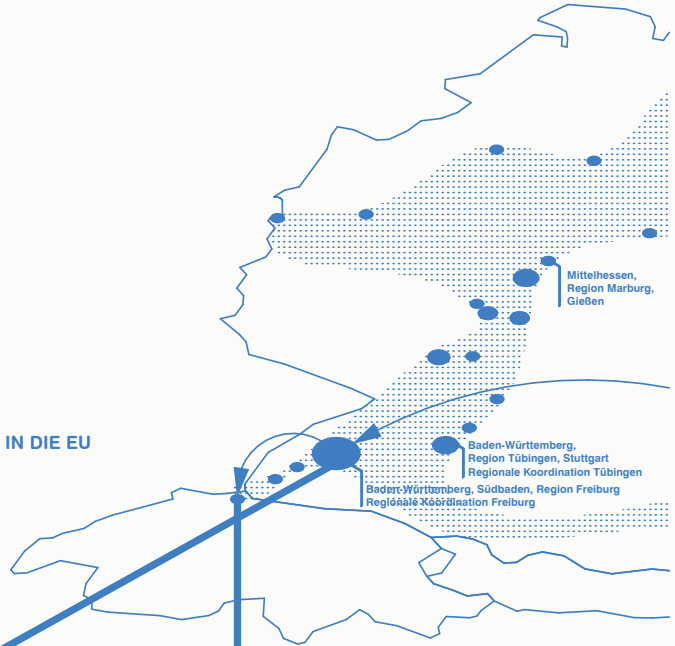 Mittelhessen,
Region Marburg,
Gießen
IN DIE EU
Baden-Württemberg,
Region Tübingen, Stuttgart
Regionale Koordination Tübingen
Baden-Württemberg, Südbaden, Region Freiburg
Regionale Koordination Freiburg